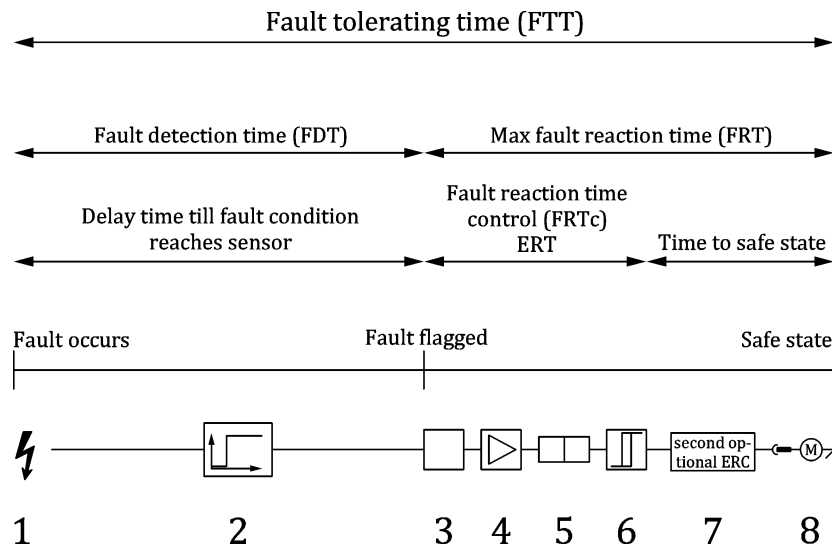 Fault tolerating time (FTT)
Fault detection time (FDT)
Max fault reaction time (FRT)
Delay time till fault condition
reaches sensor
Fault reaction time
control (FRTc)
ERT
Time to safe state
Fault occurs
Fault flagged
Safe state
second op-
tional ERC
M
1 2 3 4 5 6 7 8